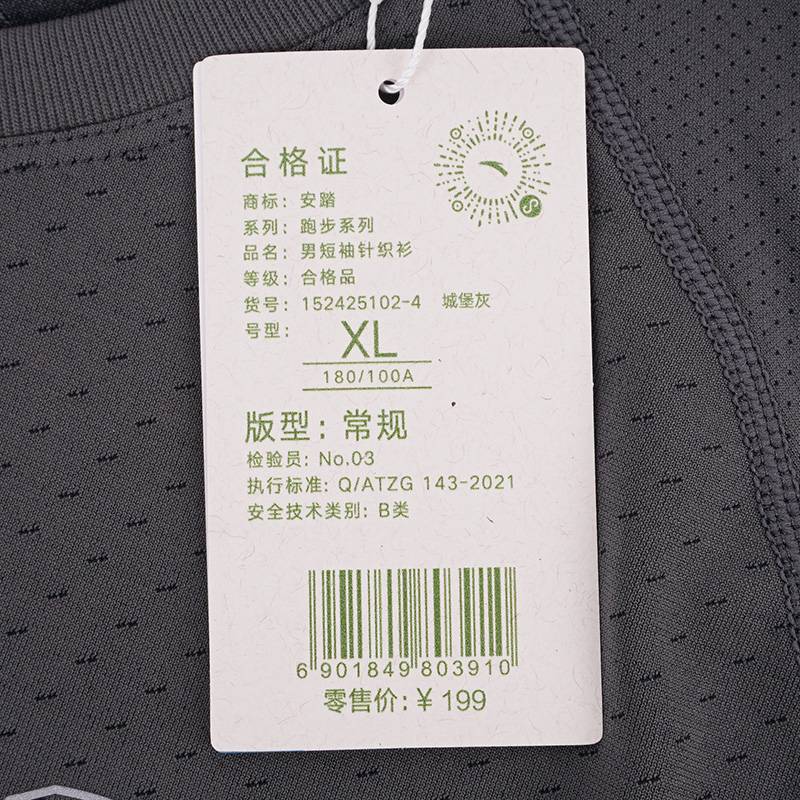 合格证
商标: 安踏
系列: 跑步系列
品名: 男短袖针织衫
等级: 合格品
货号: 152425102-4 城堡灰
号型: XL
180/100A
版型: 常规
检验员: No.03
执行标准: Q/ATZG 143-2021
安全技术类别: B类
6 901849 803910
零售价: ¥ 199